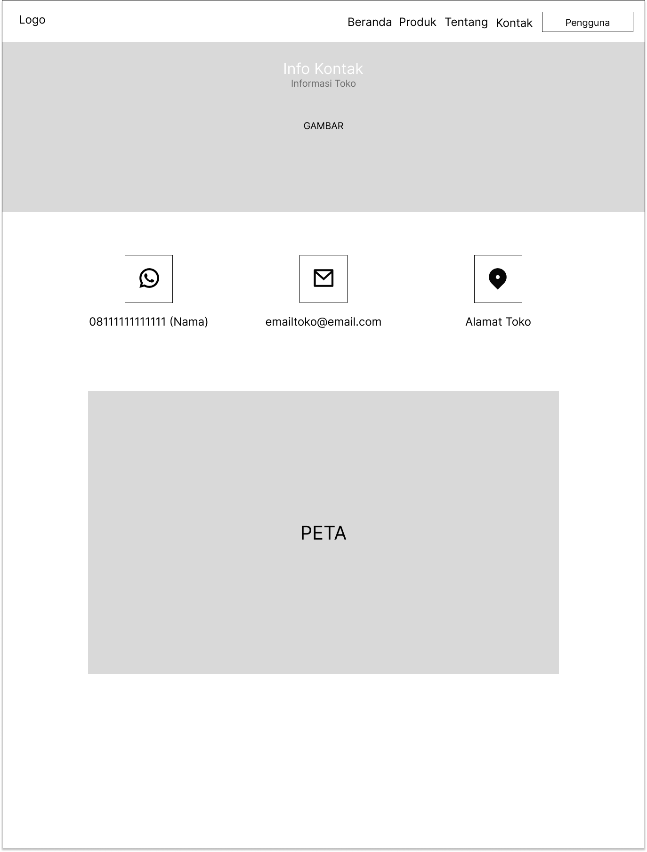 Logo
Beranda Produk Tentang Kontak Pengguna
Info Kontak
Informasi Toko
GAMBAR
08111111111111 (Nama) emailtoko@email.com Alamat Toko
PETA